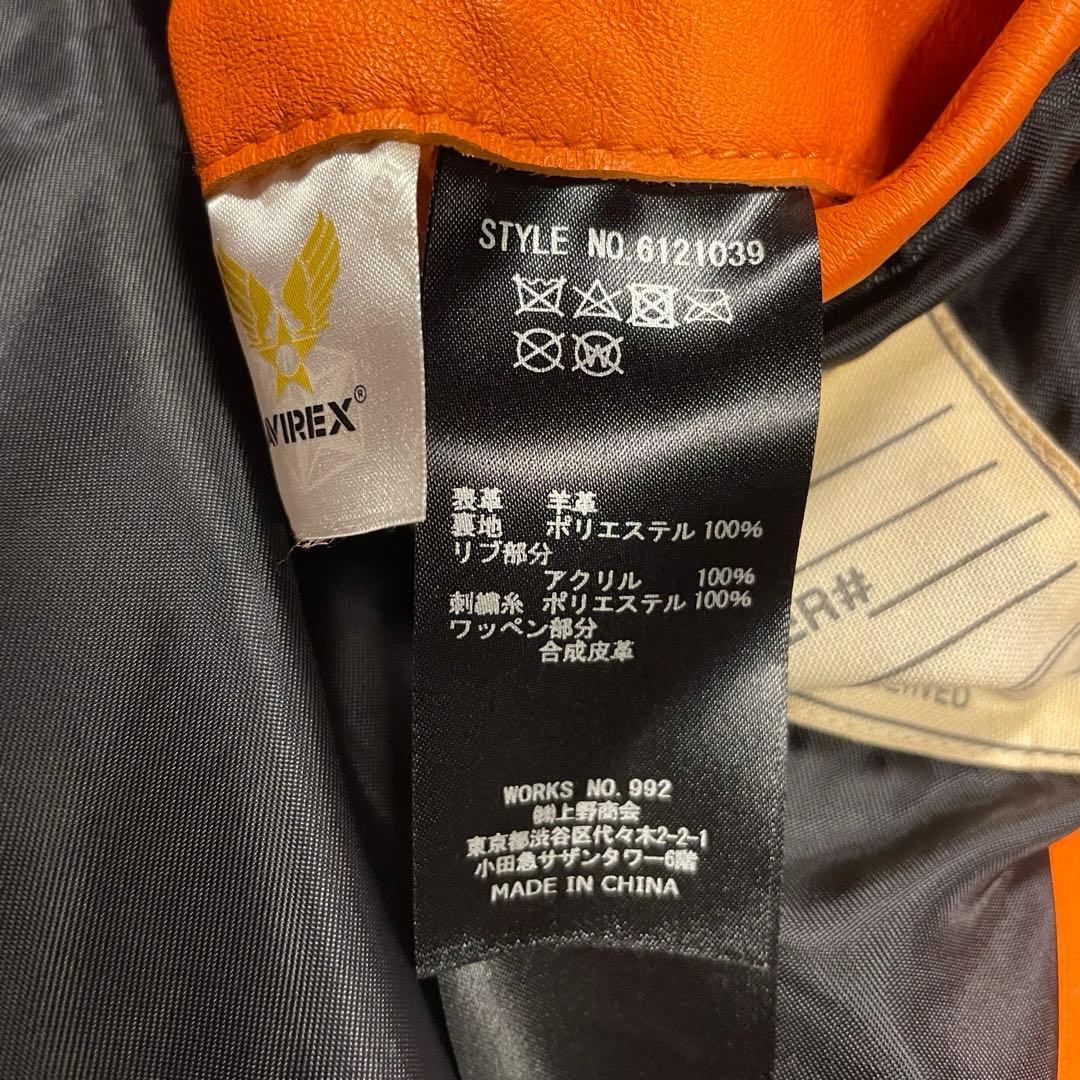 STYLE NO.6121039
W
AVIREX®
表革 羊革
裏地 ポリエステル 100%
リブ部分
アクリル 100%
刺繍糸 ポリエステル 100%
ワッペン部分
合成皮革
ER#
WORKS NO.992
㈱上野商会
東京都渋谷区代々木2-2-1
小田急サザンタワー6階
MADE IN CHINA